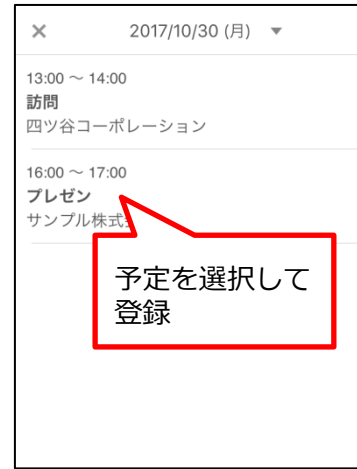 × 2017/10/30 (月) ▼
13:00 ～ 14:00
訪問
四ツ谷コーポレーション
16:00 ～ 17:00
プレゼン
サンプル株式
予定を選択して
登録